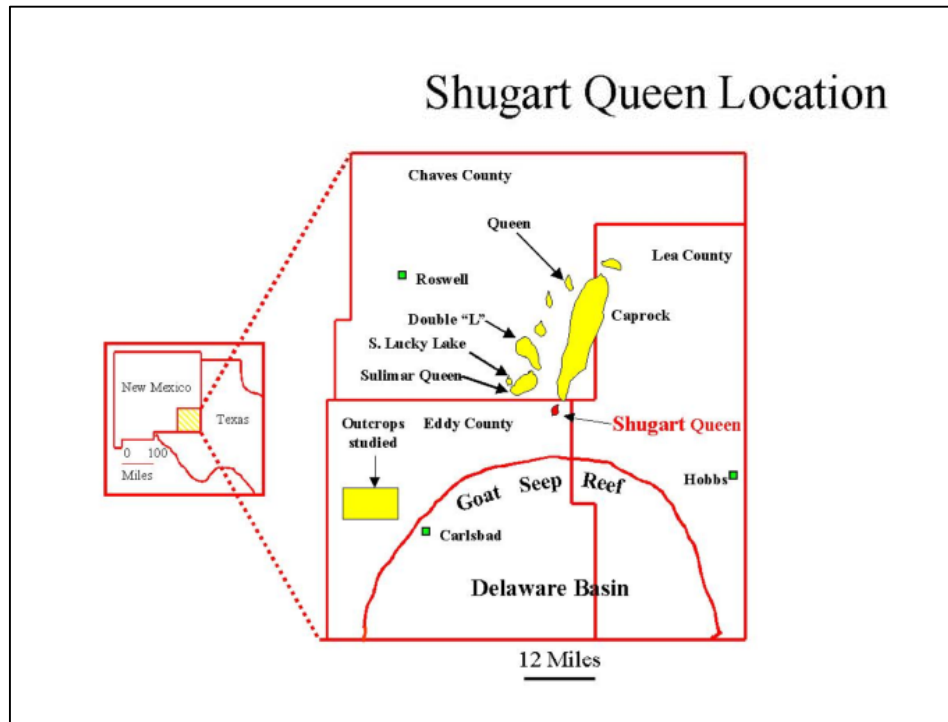 Shugart Queen Location
Chaves County
Queen
Lea County
Roswell
Caprock
Double “L”
S. Lucky Lake
Sulimar Queen
New Mexico
Texas
0 100
Miles
Outcrops
studied
Eddy County
Shugart Queen
Goat Seep Reef
Hobbs
Carlsbad
Delaware Basin
12 Miles